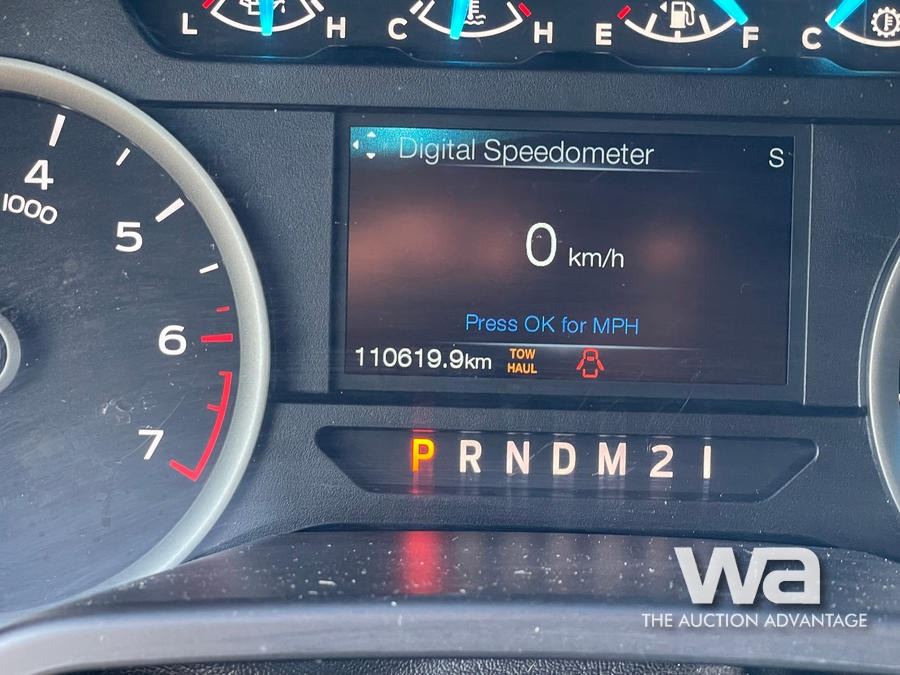 L H C H E F C
4
1000
5
6
7
Digital Speedometer S
0 km/h
Press OK for MPH
110619.9km TOW HAUL
P R N D M 2 1
wa
THE AUCTION ADVANTAGE